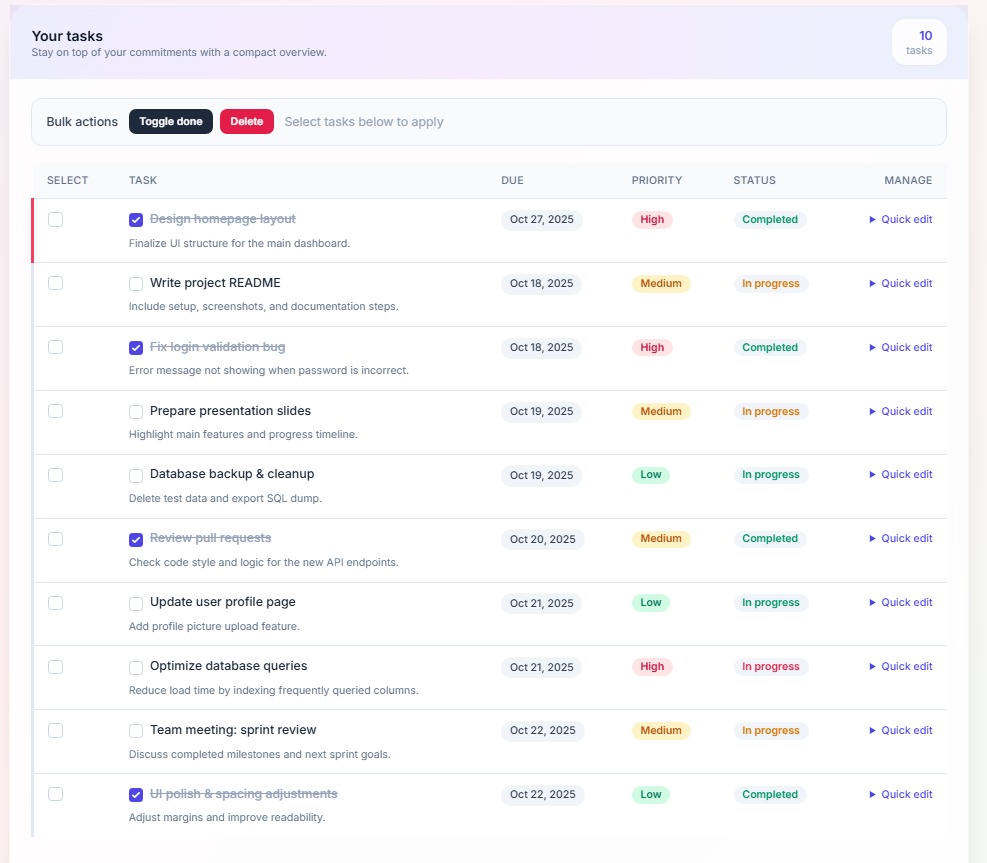 Your tasks
Stay on top of your commitments with a compact overview.
10
tasks
Bulk actions Toggle done Delete Select tasks below to apply
SELECT TASK DUE PRIORITY STATUS MANAGE
Design homepage layout Oct 27, 2025 High Completed Quick edit
Finalize UI structure for the main dashboard.
Write project README Oct 18, 2025 Medium In progress Quick edit
Include setup, screenshots, and documentation steps.
Fix login validation bug Oct 18, 2025 High Completed Quick edit
Error message not showing when password is incorrect.
Prepare presentation slides Oct 19, 2025 Medium In progress Quick edit
Highlight main features and progress timeline.
Database backup & cleanup Oct 19, 2025 Low In progress Quick edit
Delete test data and export SQL dump.
Review pull requests Oct 20, 2025 Medium Completed Quick edit
Check code style and logic for the new API endpoints.
Update user profile page Oct 21, 2025 Low In progress Quick edit
Add profile picture upload feature.
Optimize database queries Oct 21, 2025 High In progress Quick edit
Reduce load time by indexing frequently queried columns.
Team meeting: sprint review Oct 22, 2025 Medium In progress Quick edit
Discuss completed milestones and next sprint goals.
UI polish & spacing adjustments Oct 22, 2025 Low Completed Quick edit
Adjust margins and improve readability.